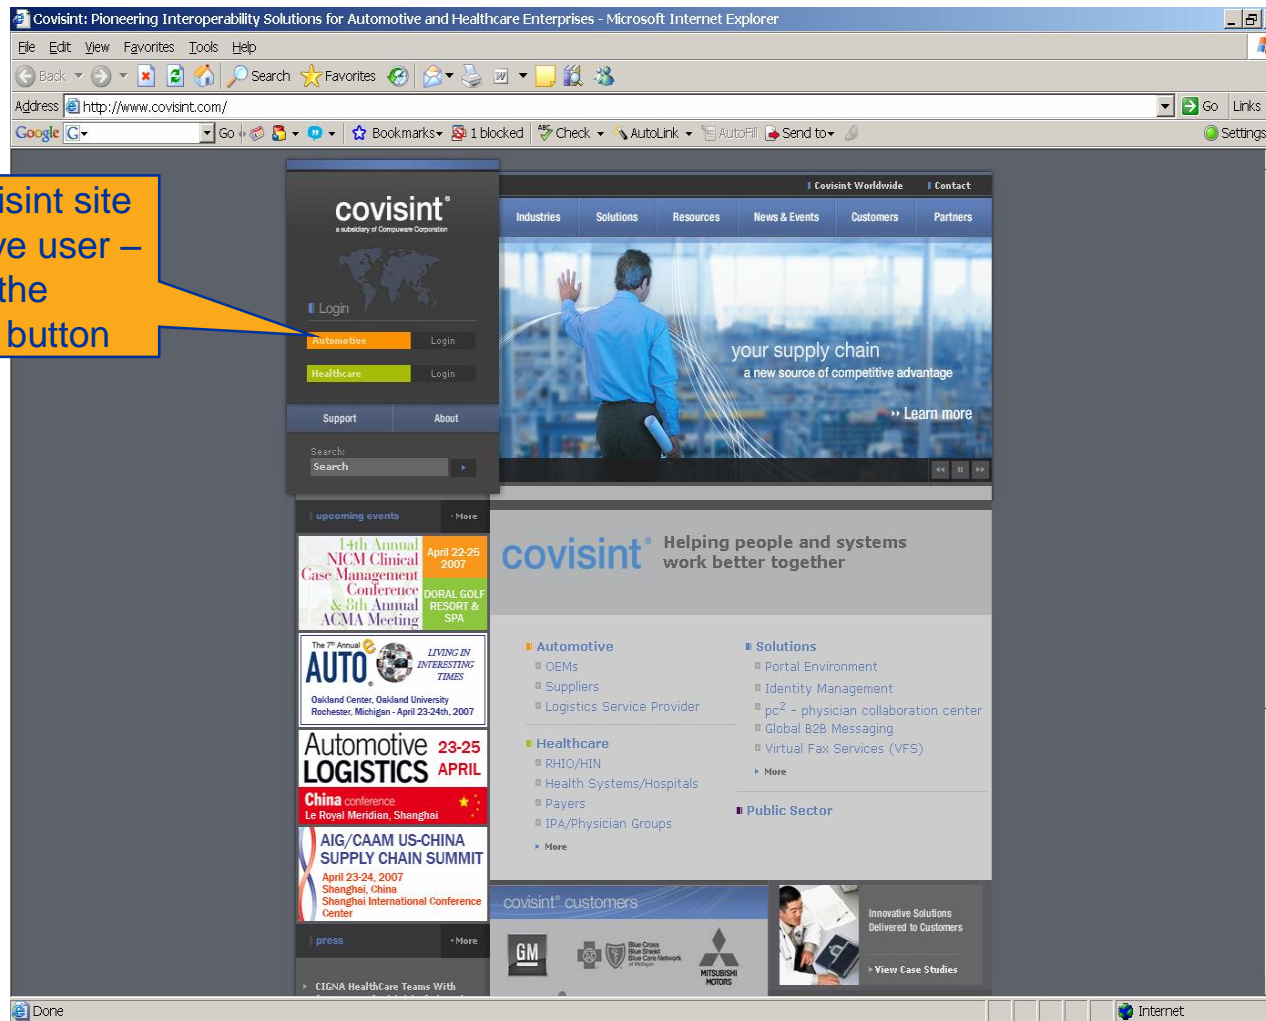 Covisint: Pioneering Interoperability Solutions for Automotive and Healthcare Enterprises - Microsoft Internet Explorer
File Edit View Favorites Tools Help
Back Search Favorites
Address http://www.covisint.com/ Go Links
Google G Go Bookmarks 1 blocked Check AutoLink AutoFill Send to Settings
isint site
ve user –
the
button
Covisint Worldwide Contact
covisint®
a subsidiary of Compuware Corporation
Industries Solutions Resources News & Events Customers Partners
Login
Automotive Login
Healthcare Login
your supply chain
a new source of competitive advantage
Learn more
Support About
Search:
Search
upcoming events More
14th Annual
NICM Clinical
Case Management
Conference
& 8th Annual
ACMA Meeting
April 22-25
2007
DORAL GOLF
RESORT &
SPA
The 7th Annual
AUTO e
LIVING IN
INTERESTING
TIMES
Oakland Center, Oakland University
Rochester, Michigan - April 23-24th, 2007
Automotive
LOGISTICS
23-25
APRIL
China conference
Le Royal Meridian, Shanghai
AIG/CAAM US-CHINA
SUPPLY CHAIN SUMMIT
April 23-24, 2007
Shanghai, China
Shanghai International Conference
Center
press More
CIGNA HealthCare Teams With
covisint®
Helping people and systems
work better together
Automotive
OEMs
Suppliers
Logistics Service Provider
Healthcare
RHIO/HIN
Health Systems/Hospitals
Payers
IPA/Physician Groups
More
Solutions
Portal Environment
Identity Management
pc2 - physician collaboration center
Global B2B Messaging
Virtual Fax Services (VFS)
More
Public Sector
covisint® customers
GM
Blue Cross
Blue Shield
Blue Care Network
of Michigan
MITSUBISHI
MOTORS
Innovative Solutions
Delivered to Customers
View Case Studies
Done Internet